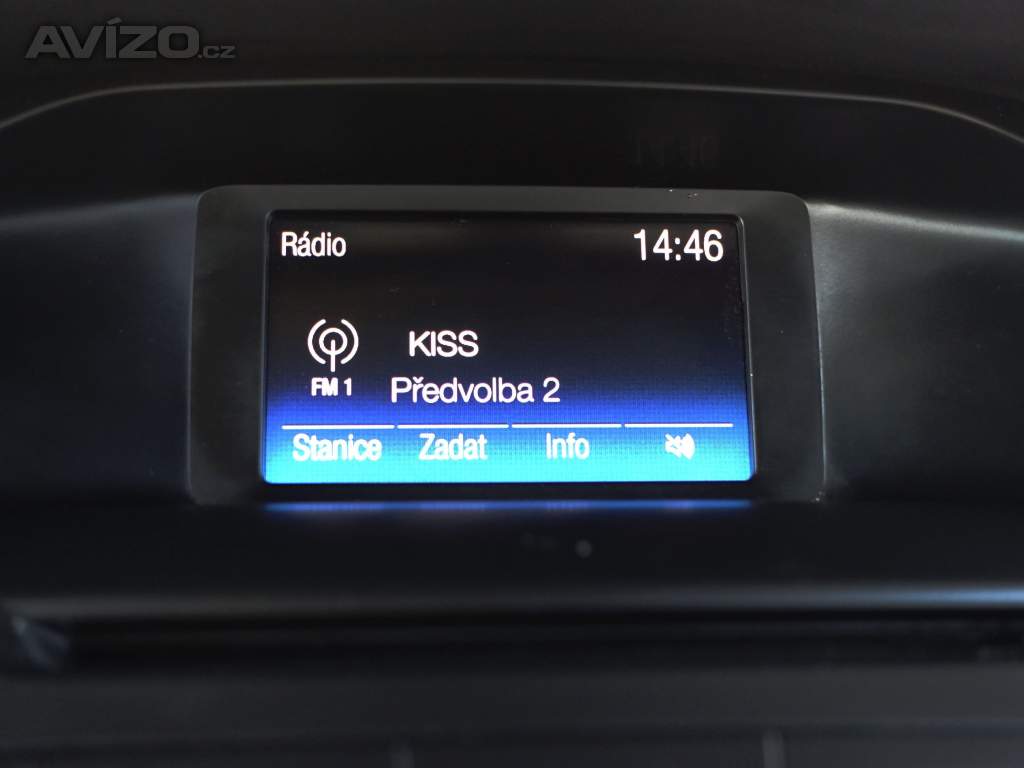 AVÍZO.cz
Rádio 14:46
KISS
FM 1 Předvolba 2
Stanice Zadat Info